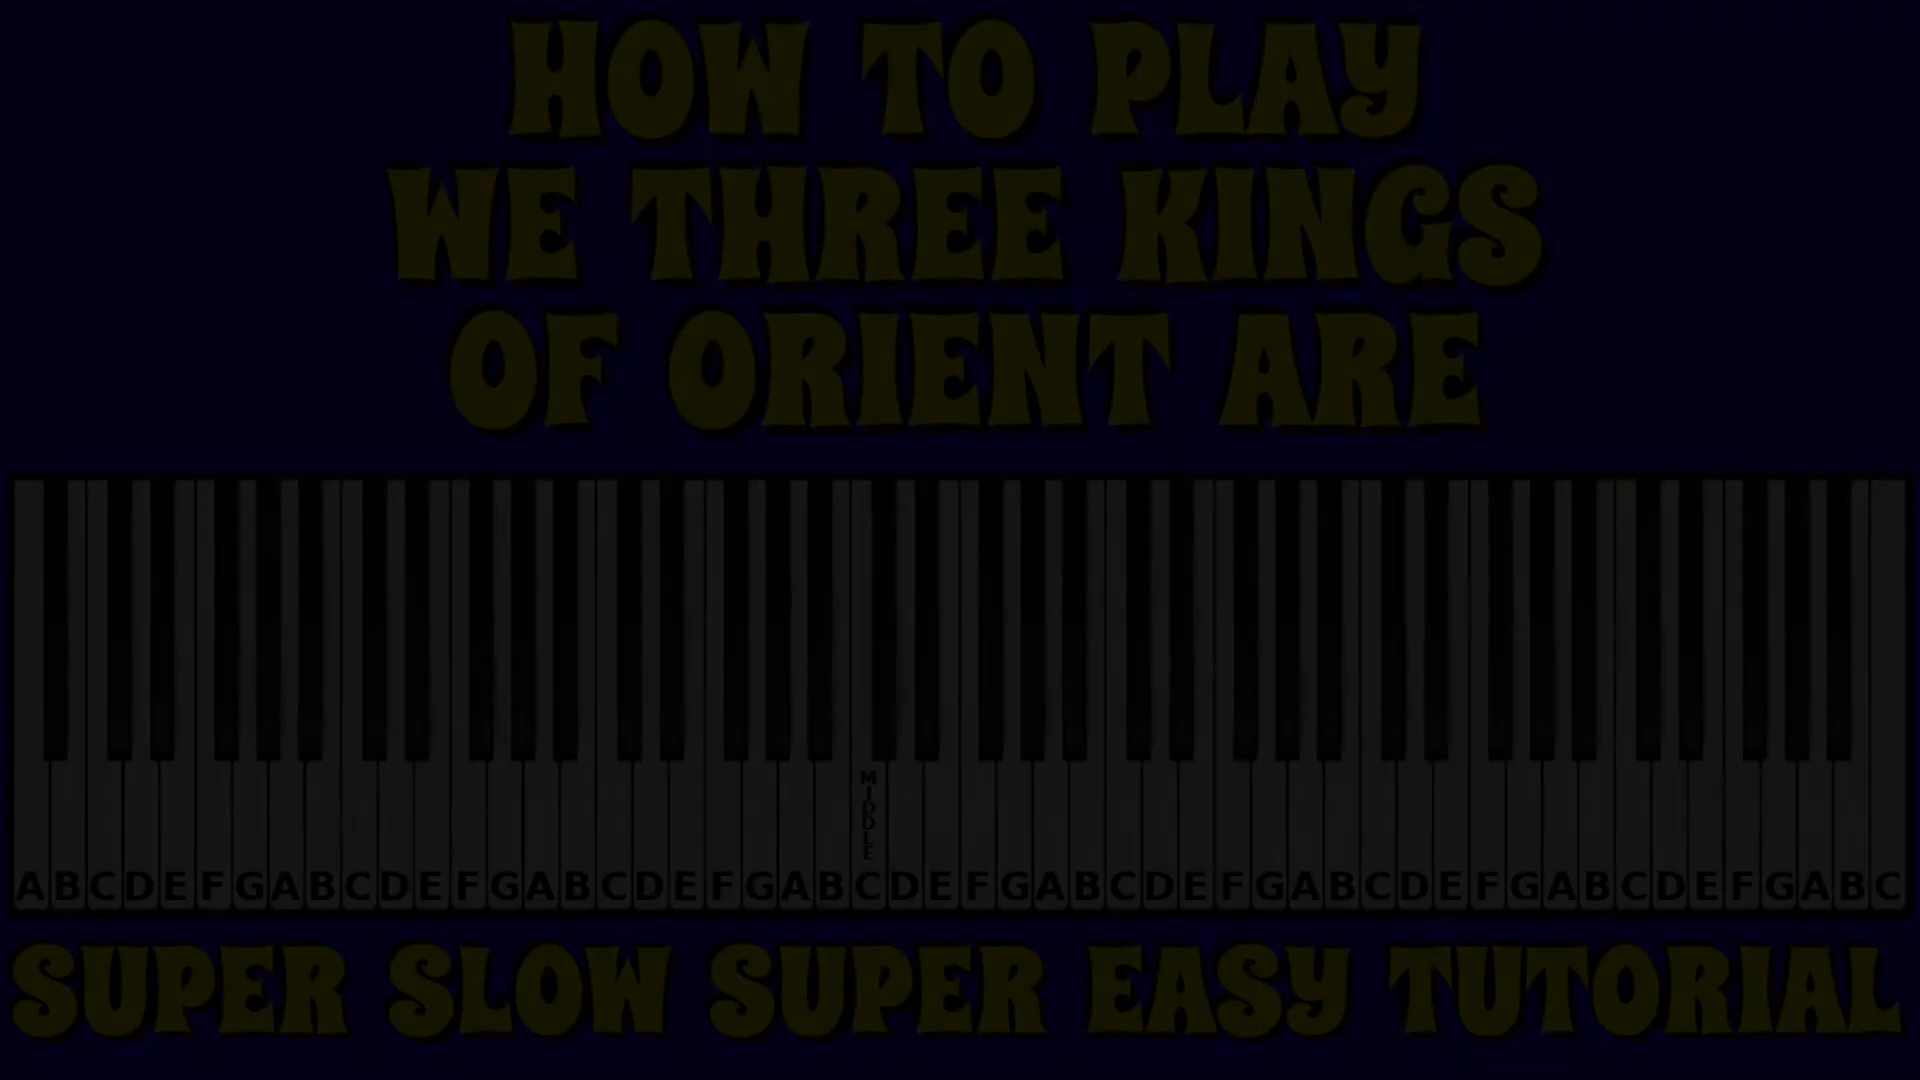 HOW TO PLAY
WE THREE KINGS
OF ORIENT ARE
MIDDLE
ABCDEFGABCDEFGABCDEFGABCDEFGABCDEFGABCDEFGABCDEFGABC
SUPER SLOW SUPER EASY TUTORIAL